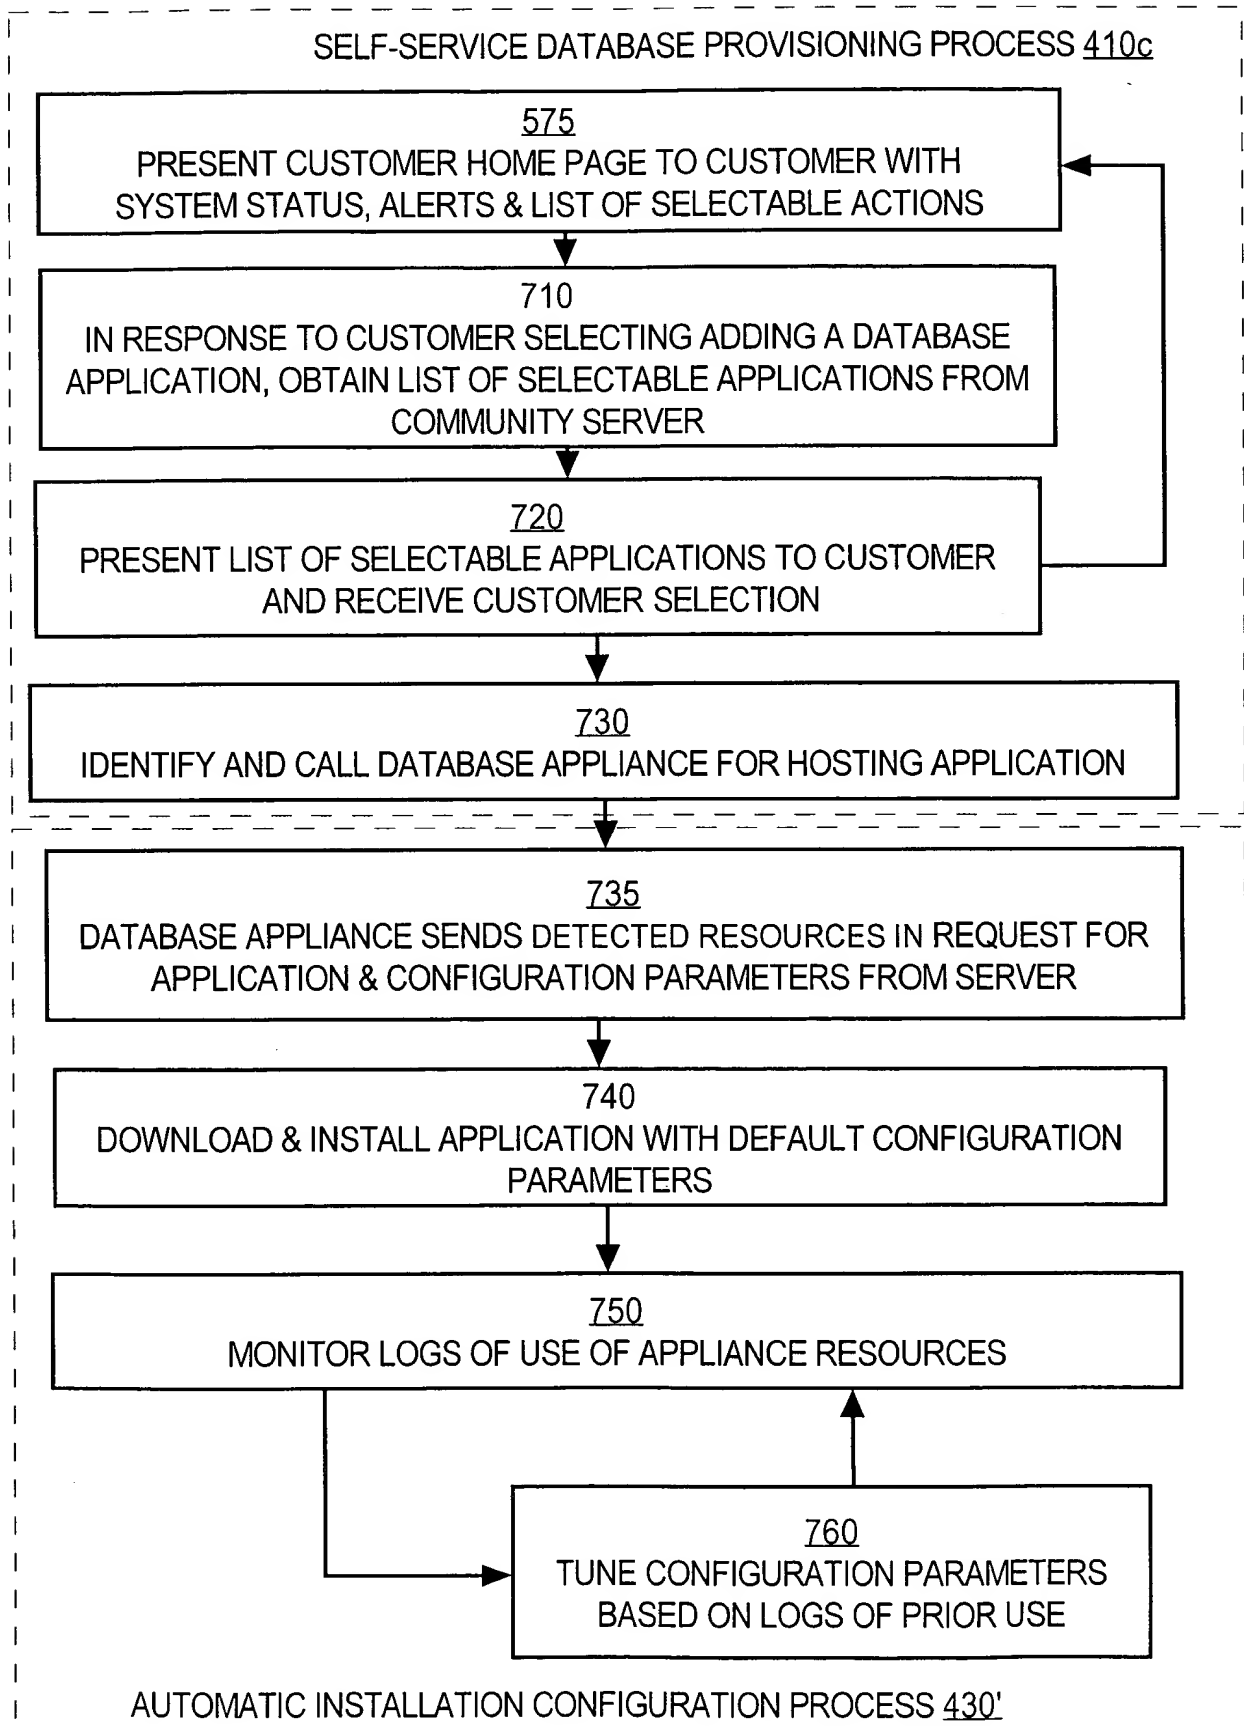 SELF-SERVICE DATABASE PROVISIONING PROCESS 410c
575
PRESENT CUSTOMER HOME PAGE TO CUSTOMER WITH
SYSTEM STATUS, ALERTS & LIST OF SELECTABLE ACTIONS
710
IN RESPONSE TO CUSTOMER SELECTING ADDING A DATABASE
APPLICATION, OBTAIN LIST OF SELECTABLE APPLICATIONS FROM
COMMUNITY SERVER
720
PRESENT LIST OF SELECTABLE APPLICATIONS TO CUSTOMER
AND RECEIVE CUSTOMER SELECTION
730
IDENTIFY AND CALL DATABASE APPLIANCE FOR HOSTING APPLICATION
735
DATABASE APPLIANCE SENDS DETECTED RESOURCES IN REQUEST FOR
APPLICATION & CONFIGURATION PARAMETERS FROM SERVER
740
DOWNLOAD & INSTALL APPLICATION WITH DEFAULT CONFIGURATION
PARAMETERS
750
MONITOR LOGS OF USE OF APPLIANCE RESOURCES
760
TUNE CONFIGURATION PARAMETERS
BASED ON LOGS OF PRIOR USE
AUTOMATIC INSTALLATION CONFIGURATION PROCESS 430'